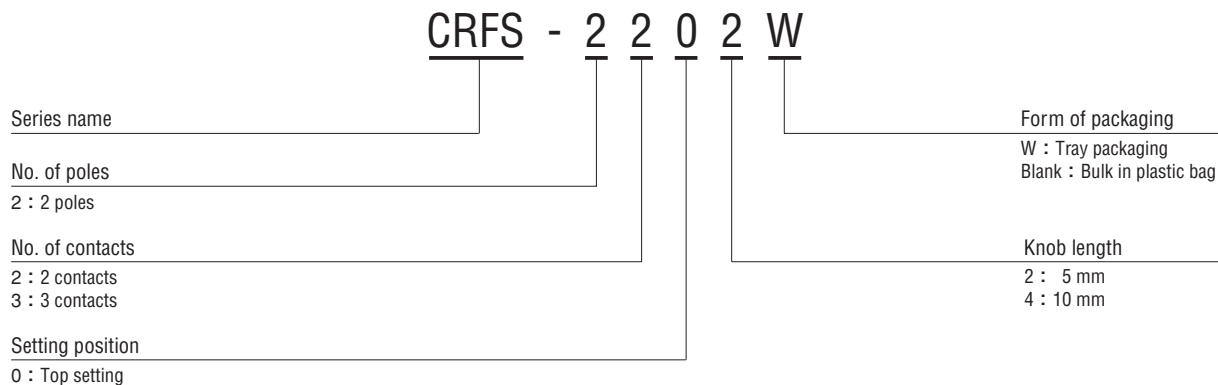 CRFS - 2 2 0 2 W
Series name
No. of poles
2 : 2 poles
No. of contacts
2 : 2 contacts
3 : 3 contacts
Setting position
0 : Top setting
Form of packaging
W : Tray packaging
Blank : Bulk in plastic bag
Knob length
2 : 5 mm
4 : 10 mm